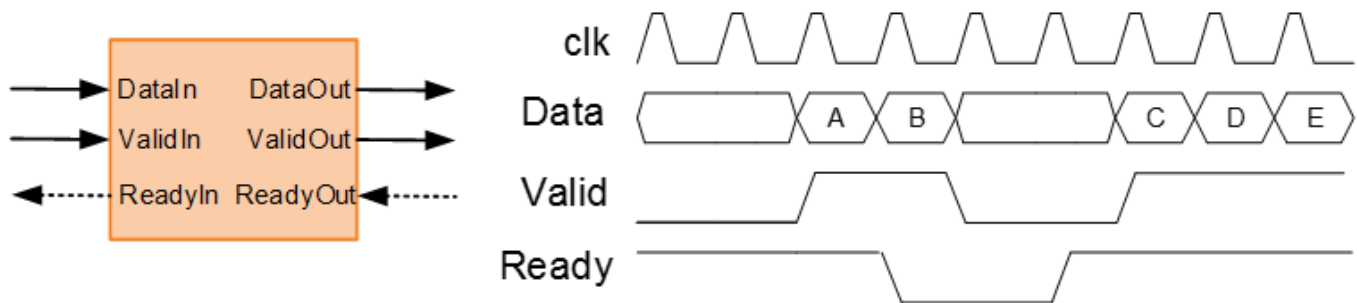 DataIn DataOut
ValidIn ValidOut
ReadyIn ReadyOut
clk
Data A B C D E
Valid
Ready